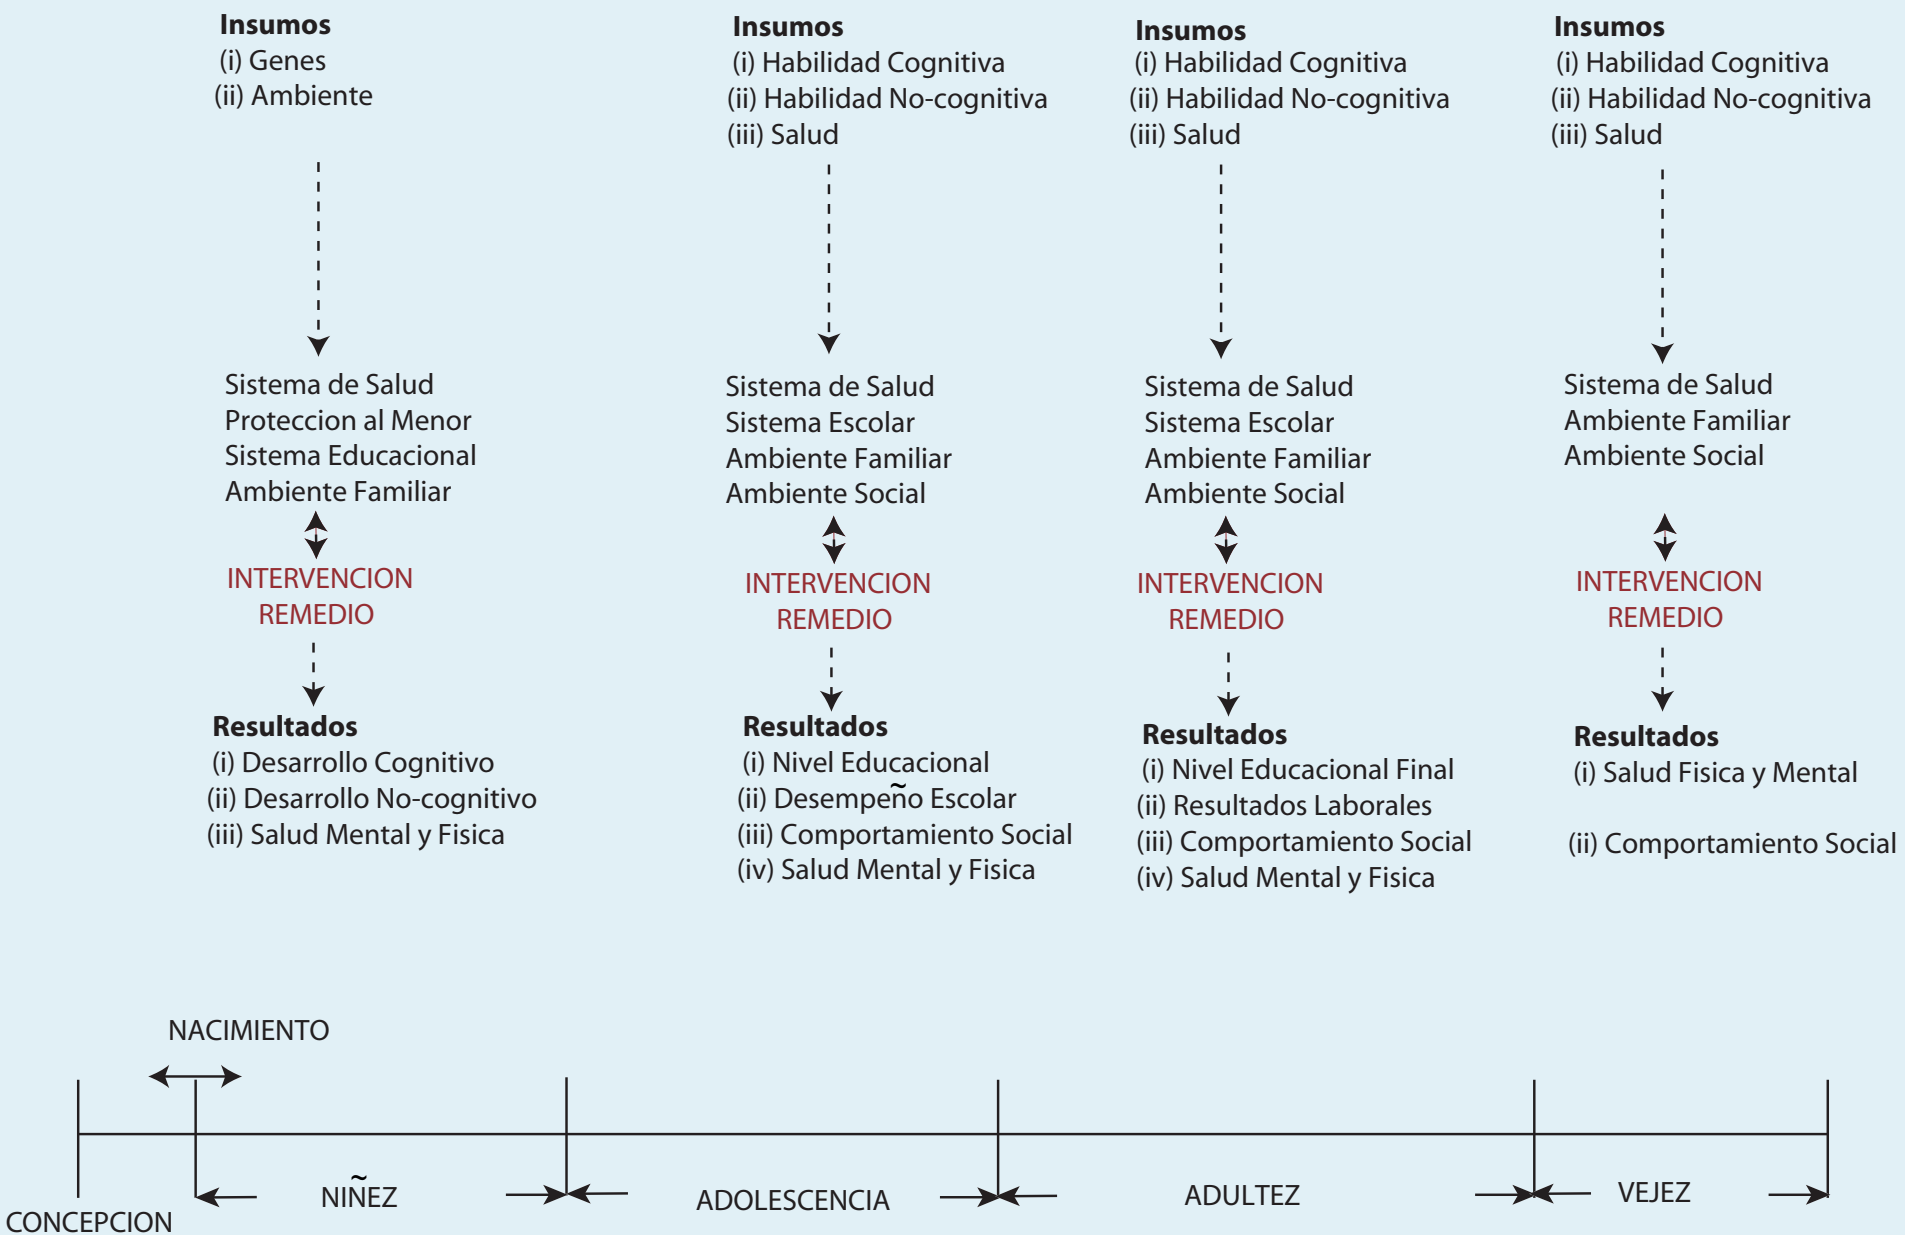 Insumos
(i) Genes
(ii) Ambiente
Sistema de Salud
Proteccion al Menor
Sistema Educacional
Ambiente Familiar
INTERVENCION
REMEDIO
Resultados
(i) Desarrollo Cognitivo
(ii) Desarrollo No-cognitivo
(iii) Salud Mental y Fisica
Insumos
(i) Habilidad Cognitiva
(ii) Habilidad No-cognitiva
(iii) Salud
Sistema de Salud
Sistema Escolar
Ambiente Familiar
Ambiente Social
INTERVENCION
REMEDIO
Resultados
(i) Nivel Educacional
(ii) Desempeño Escolar
(iii) Comportamiento Social
(iv) Salud Mental y Fisica
Insumos
(i) Habilidad Cognitiva
(ii) Habilidad No-cognitiva
(iii) Salud
Sistema de Salud
Sistema Escolar
Ambiente Familiar
Ambiente Social
INTERVENCION
REMEDIO
Resultados
(i) Nivel Educacional Final
(ii) Resultados Laborales
(iii) Comportamiento Social
(iv) Salud Mental y Fisica
Insumos
(i) Habilidad Cognitiva
(ii) Habilidad No-cognitiva
(iii) Salud
Sistema de Salud
Ambiente Familiar
Ambiente Social
INTERVENCION
REMEDIO
Resultados
(i) Salud Fisica y Mental
(ii) Comportamiento Social
NACIMIENTO
CONCEPCION
NIÑEZ
ADOLESCENCIA
ADULTEZ
VEJEZ